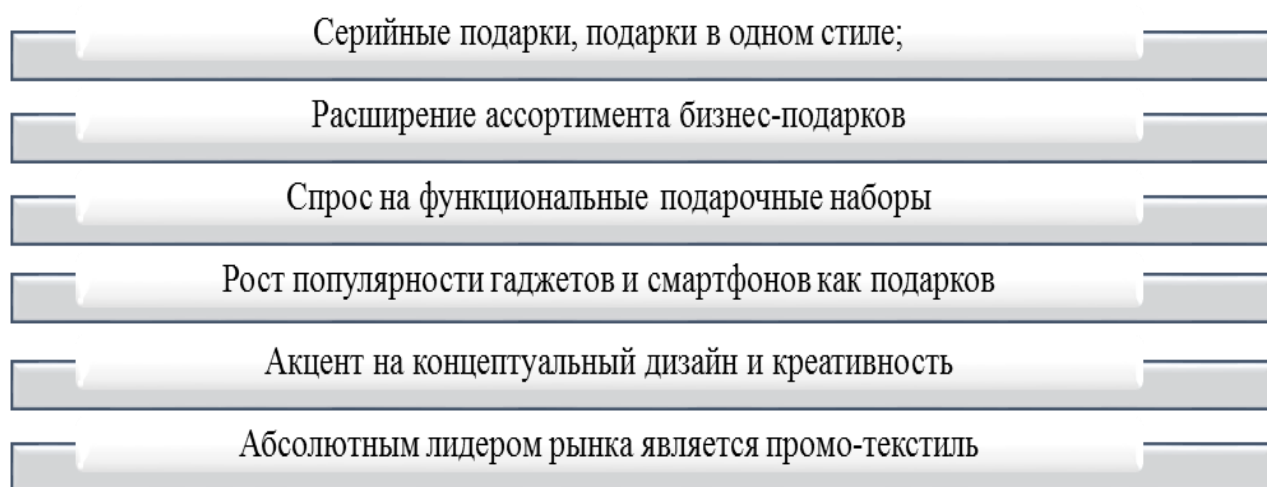 Серийные подарки, подарки в одном стиле;
Расширение ассортимента бизнес-подарков
Спрос на функциональные подарочные наборы
Рост популярности гаджетов и смартфонов как подарков
Акцент на концептуальный дизайн и креативность
Абсолютным лидером рынка является промо-текстиль